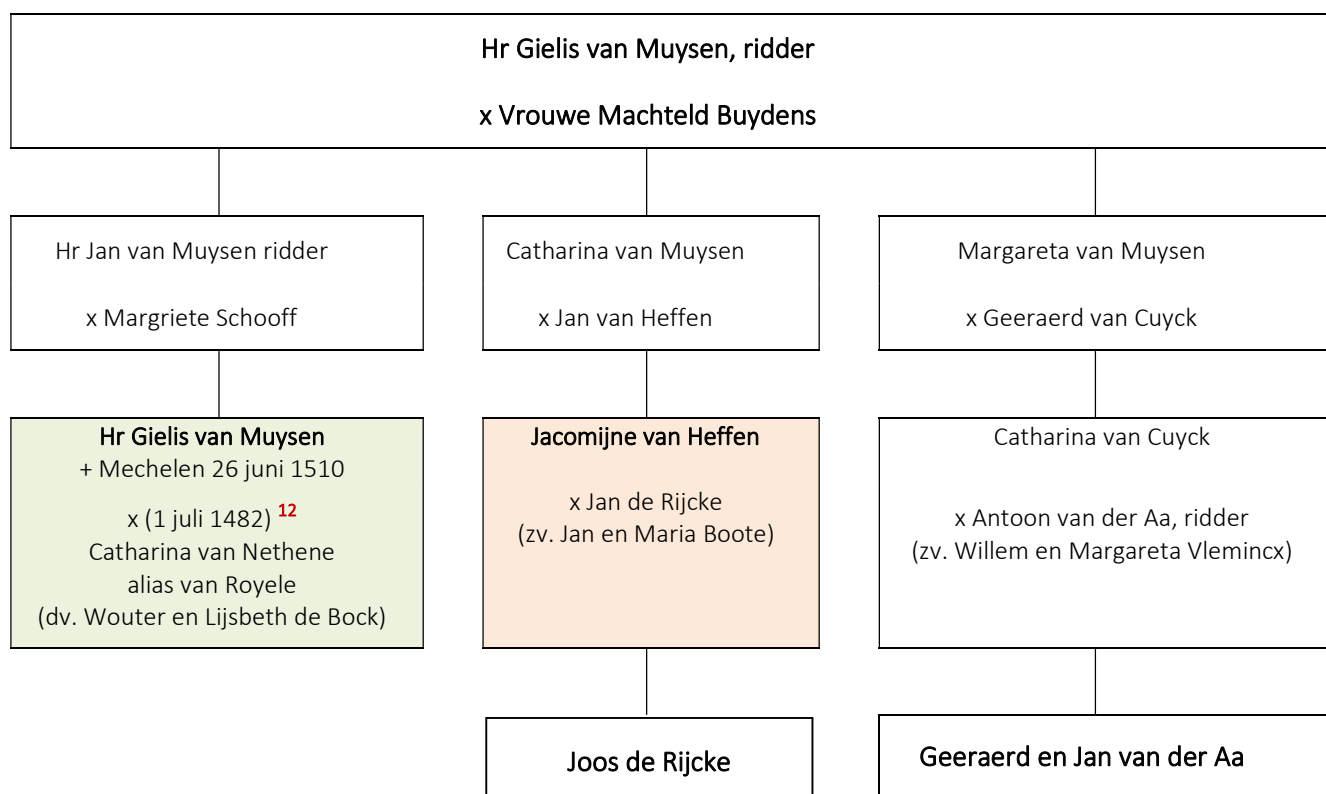 Hr Gielis van Muysen, ridder
x Vrouwe Machteld Buydens
Hr Jan van Muysen ridder
x Margriete Schooff
Catharina van Muysen
x Jan van Heffen
Margareta van Muysen
x Geeraerd van Cuyck
Hr Gielis van Muysen
+ Mechelen 26 juni 1510
x (1 juli 1482) 12
Catharina van Nethene
alias van Royele
(dv. Wouter en Lijsbeth de Bock)
Jacomijne van Heffen
x Jan de Rijcke
(zv. Jan en Maria Boote)
Catharina van Cuyck
x Antoon van der Aa, ridder
(zv. Willem en Margareta Vlemincx)
Joos de Rijcke
Geeraerd en Jan van der Aa